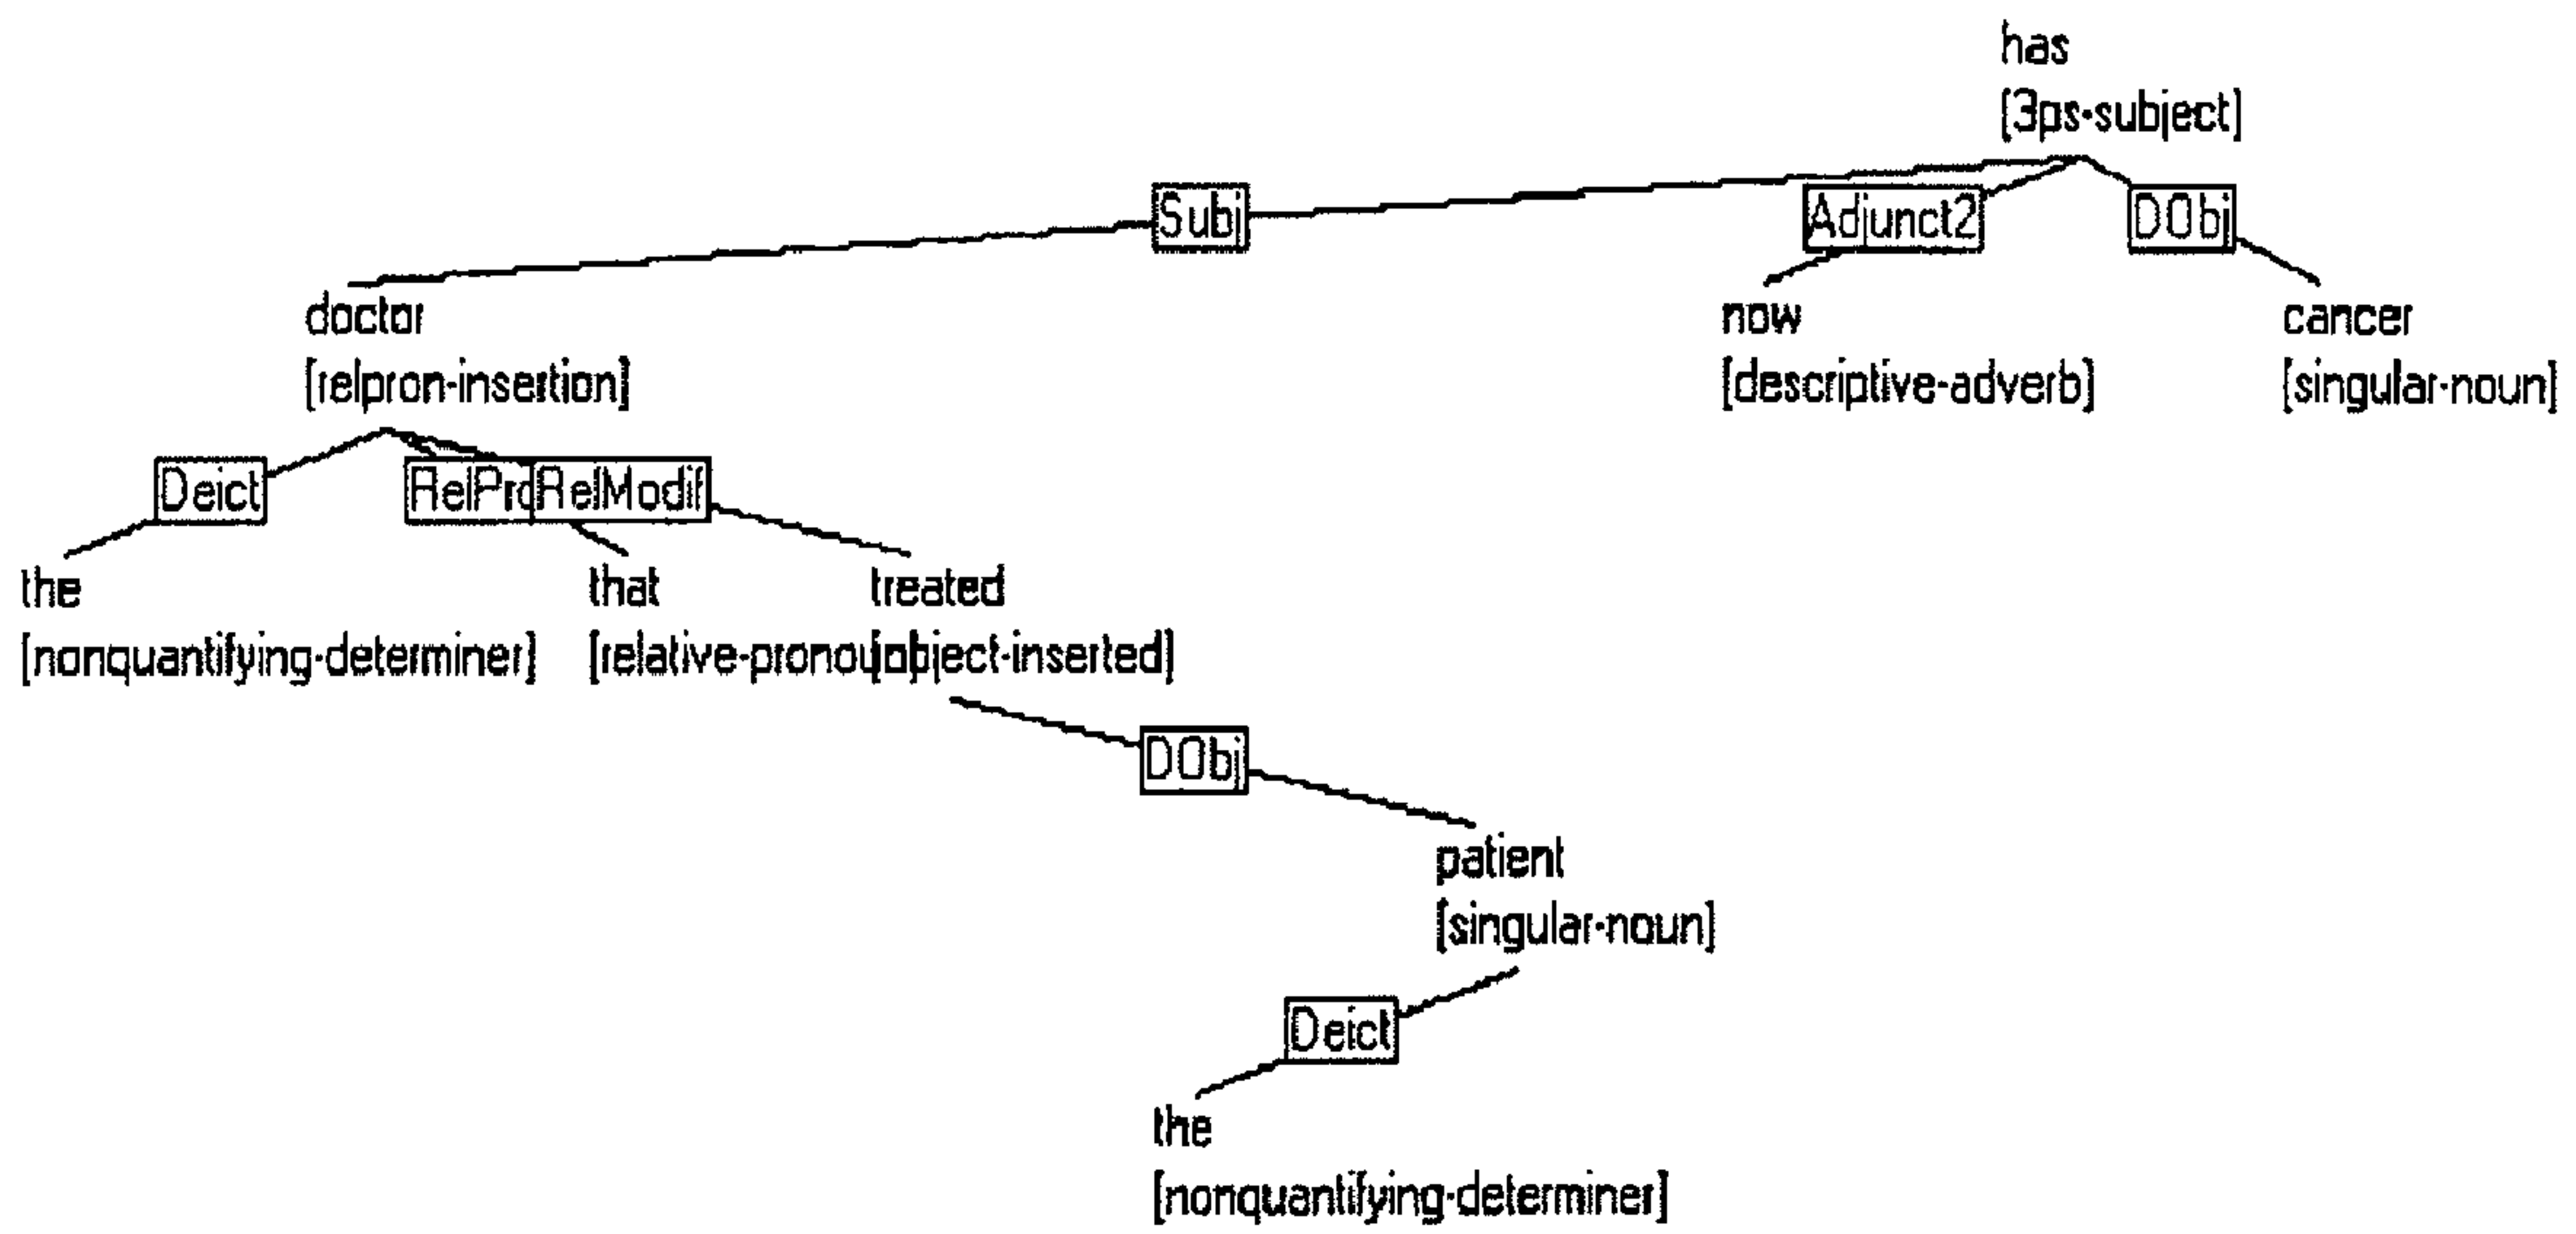 has
[3ps-subject]
Subj
Adjunct2
DObj
doctor
[relpron-insertion]
now
[descriptive-adverb]
cancer
[singular-noun]
Deict
RelPro
RelModif
the
[nonquantifying-determiner]
that
[relative-pronoun]
treated
[object-inserted]
DObj
patient
[singular-noun]
Deict
the
[nonquantifying-determiner]